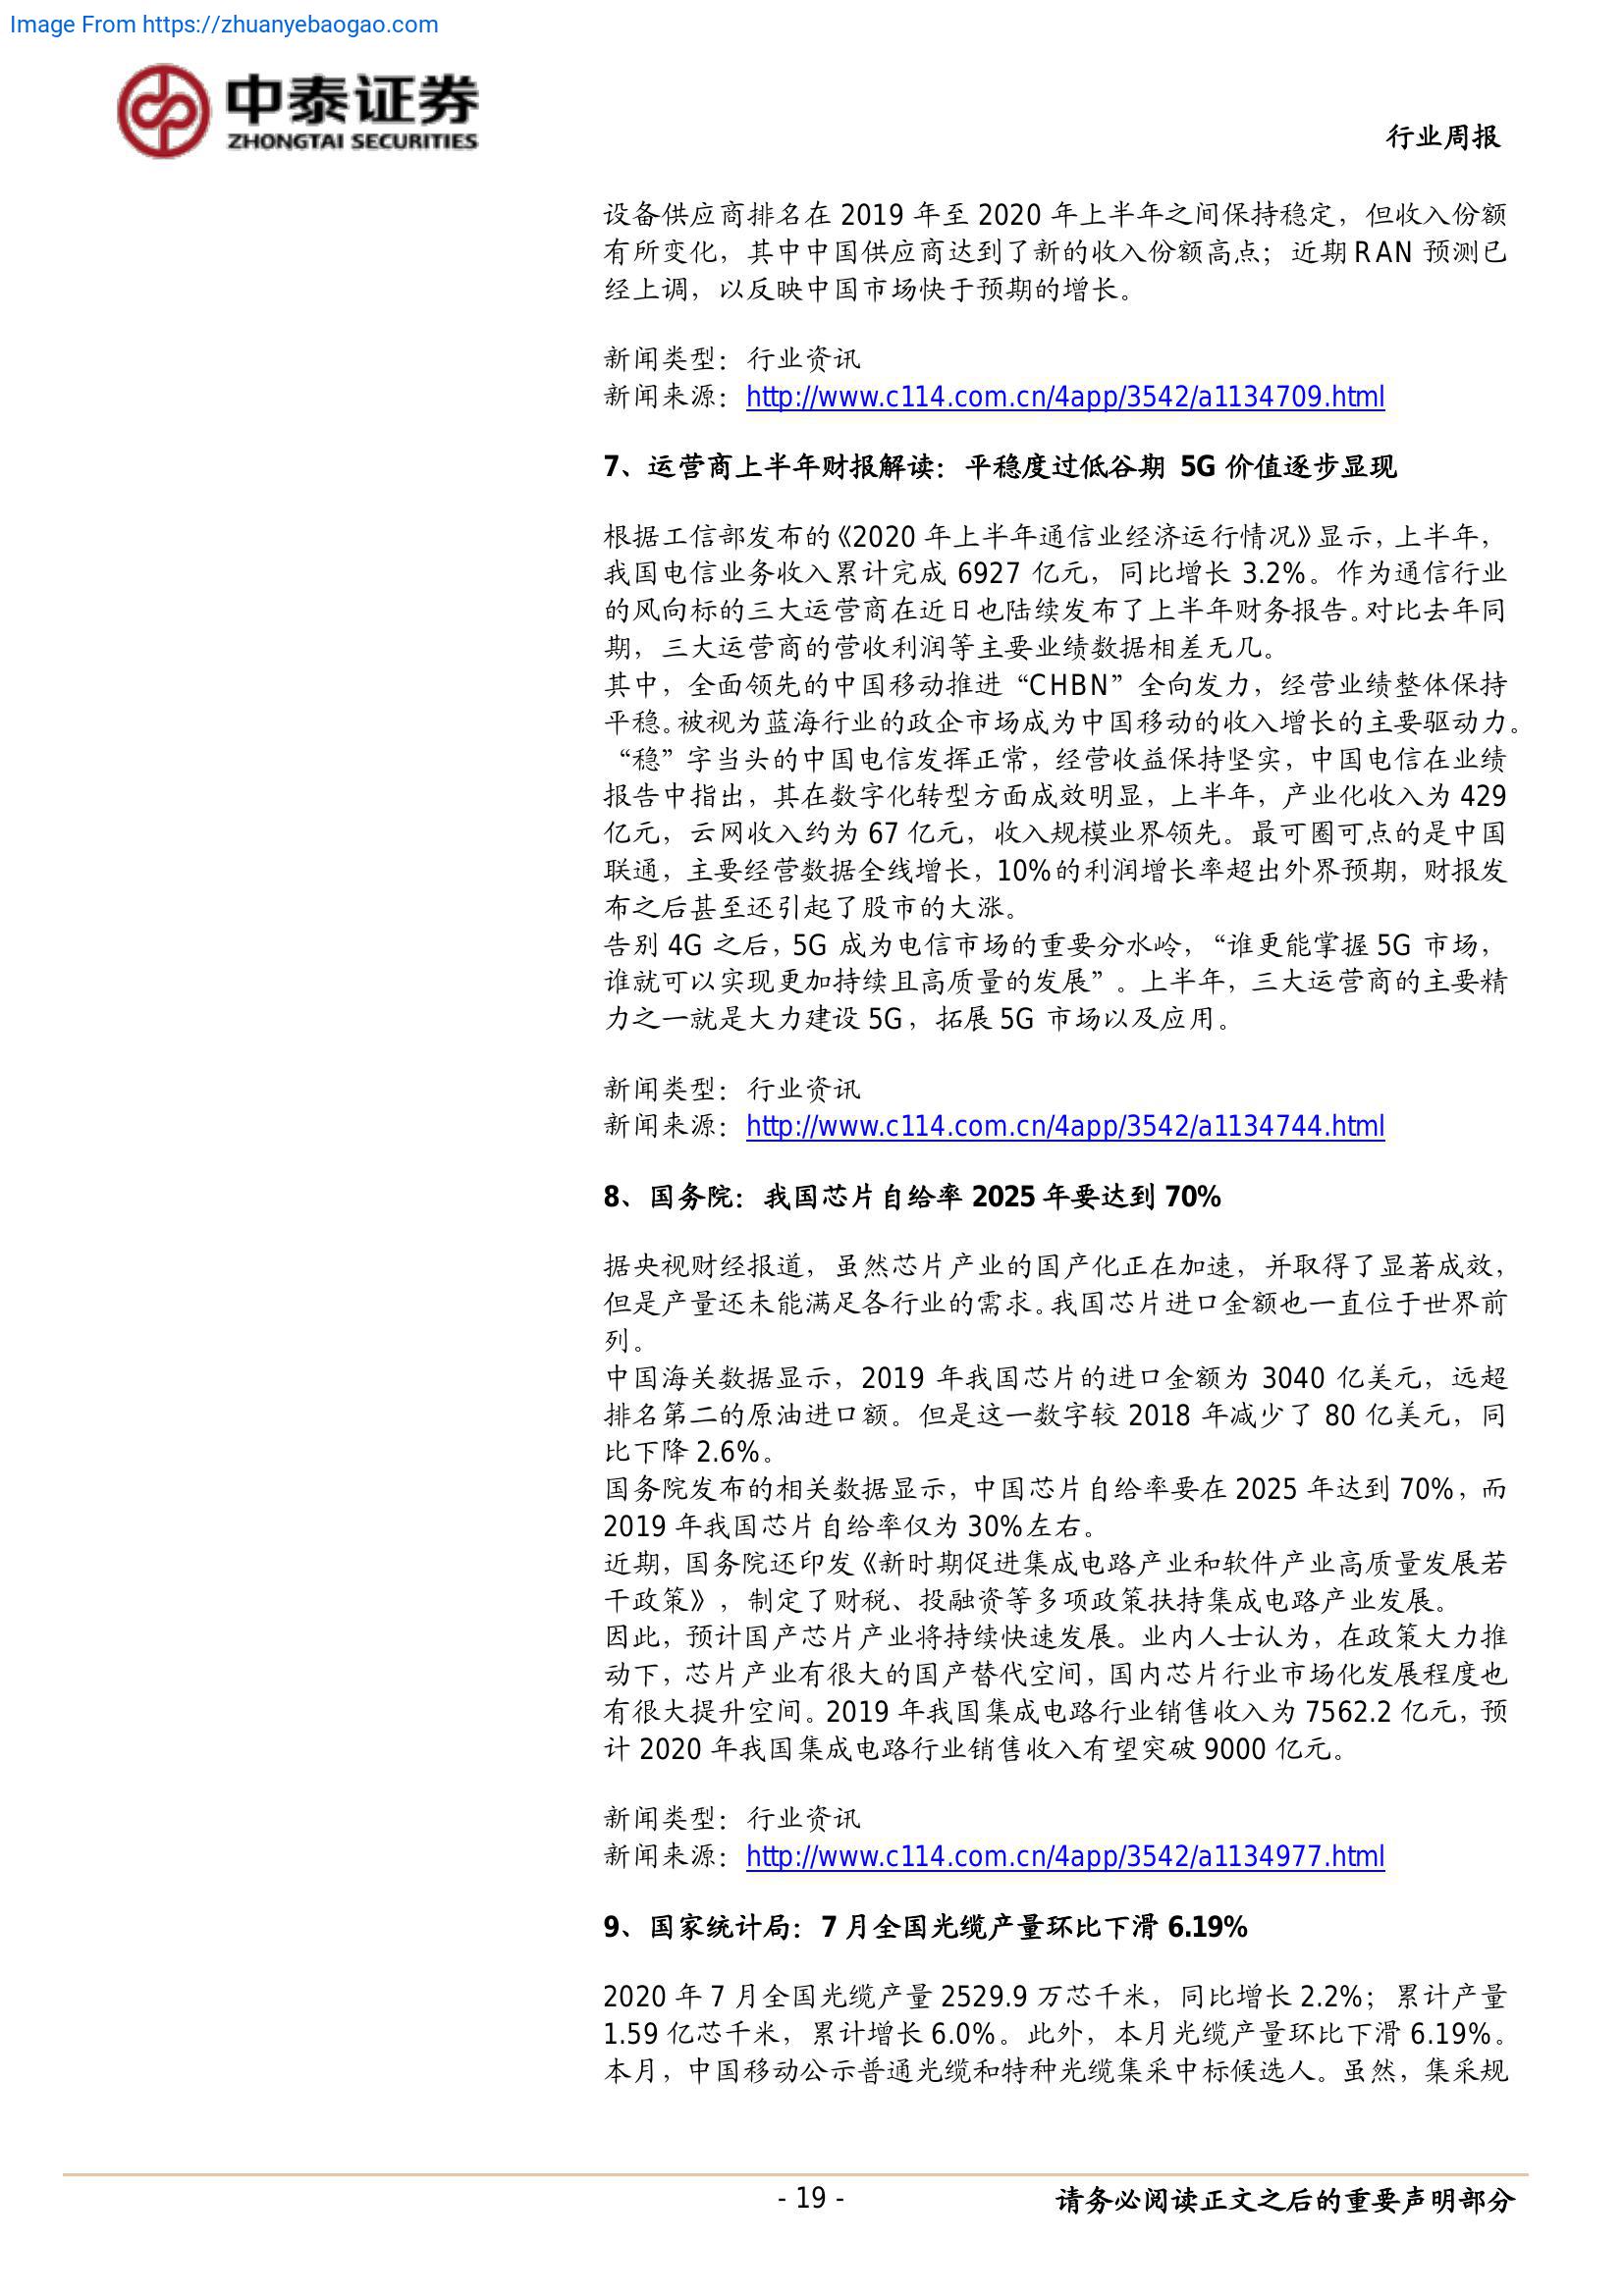 Image From https://zhuanyebaogao.com
中泰证券
ZHONGTAI SECURITIES
行业周报
设备供应商排名在 2019 年至 2020 年上半年之间保持稳定，但收入份额
有所变化，其中中国供应商达到了新的收入份额高点；近期 RAN 预测已
经上调，以反映中国市场快于预期的增长。
新闻类型：行业资讯
新闻来源：http://www.c114.com.cn/4app/3542/a1134709.html
7、运营商上半年财报解读：平稳度过低谷期 5G 价值逐步显现
根据工信部发布的《2020 年上半年通信业经济运行情况》显示，上半年，
我国电信业务收入累计完成 6927 亿元，同比增长 3.2%。作为通信行业
的风向标的三大运营商在近日也陆续发布了上半年财务报告。对比去年同
期，三大运营商的营收利润等主要业绩数据相差无几。
其中，全面领先的中国移动推进“CHBN”全向发力，经营业绩整体保持
平稳。被视为蓝海行业的政企市场成为中国移动的收入增长的主要驱动力。
“稳”字当头的中国电信发挥正常，经营收益保持坚实，中国电信在业绩
报告中指出，其在数字化转型方面成效明显，上半年，产业化收入为 429
亿元，云网收入约为 67 亿元，收入规模业界领先。最可圈可点的是中国
联通，主要经营数据全线增长，10%的利润增长率超出外界预期，财报发
布之后甚至还引起了股市的大涨。
告别 4G 之后，5G 成为电信市场的重要分水岭，“谁更能掌握 5G 市场，
谁就可以实现更加持续且高质量的发展”。上半年，三大运营商的主要精
力之一就是大力建设 5G，拓展 5G 市场以及应用。
新闻类型：行业资讯
新闻来源：http://www.c114.com.cn/4app/3542/a1134744.html
8、国务院：我国芯片自给率 2025 年要达到 70%
据央视财经报道，虽然芯片产业的国产化正在加速，并取得了显著成效，
但是产量还未能满足各行业的需求。我国芯片进口金额也一直位于世界前
列。
中国海关数据显示，2019 年我国芯片的进口金额为 3040 亿美元，远超
排名第二的原油进口额。但是这一数字较 2018 年减少了 80 亿美元，同
比下降 2.6%。
国务院发布的相关数据显示，中国芯片自给率要在 2025 年达到 70%，而
2019 年我国芯片自给率仅为 30%左右。
近期，国务院还印发《新时期促进集成电路产业和软件产业高质量发展若
干政策》，制定了财税、投融资等多项政策扶持集成电路产业发展。
因此，预计国产芯片产业将持续快速发展。业内人士认为，在政策大力推
动下，芯片产业有很大的国产替代空间，国内芯片行业市场化发展程度也
有很大提升空间。2019 年我国集成电路行业销售收入为 7562.2 亿元，预
计 2020 年我国集成电路行业销售收入有望突破 9000 亿元。
新闻类型：行业资讯
新闻来源：http://www.c114.com.cn/4app/3542/a1134977.html
9、国家统计局：7 月全国光缆产量环比下滑 6.19%
2020 年 7 月全国光缆产量 2529.9 万芯千米，同比增长 2.2%；累计产量
1.59 亿芯千米，累计增长 6.0%。此外，本月光缆产量环比下滑 6.19%。
本月，中国移动公示普通光缆和特种光缆集采中标候选人。虽然，集采规
- 19 -
请务必阅读正文之后的重要声明部分